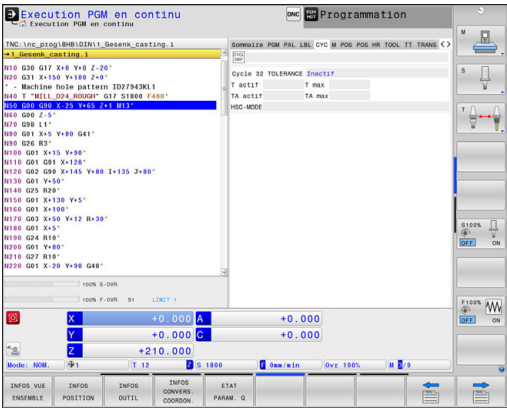 Execution PGM en continu
Execution PGM en continu
DNC
Programmation
TNC:\nc_prog\BHB\DIN\1_Gesenk_casting.i
→1_Gesenk_casting.i
N10 G30 G17 X+0 Y+0 Z-20*
N20 G31 X+150 Y+100 Z+0*
* - Machine hole pattern ID27943KL1
N40 T "MILL_D24_ROUGH" G17 S1800 F400*
N50 G00 G90 X-25 Y+65 Z+1 M13*
N60 G00 Z-5*
N70 G98 L1*
N80 G01 X+5 Y+80 G41*
N90 G26 R3*
N100 G01 X+15 Y+90*
N110 G01 G91 X+120*
N120 G02 G90 X+145 Y+80 I+135 J+80*
N130 G01 Y+50*
N140 G25 R20*
N150 G01 X+130 Y+5*
N160 G01 X+100*
N170 G03 X+50 Y+12 R+30*
N180 G01 X+5*
N190 G24 R10*
N200 G01 Y+80*
N210 G27 R10*
N220 G01 X-20 Y+90 G40*
100% S-OVR
100% F-OVR S1 LIMIT 1
Sommaire PGM PAL LBL CYC M POS POS HR TOOL TT TRANS
CYCL
DEF
Cycle 32 TOLERANCE Inactif
T actif T max
TA actif TA max
HSC-MODE
X +0.000 A +0.000
Y +0.000 C +0.000
Z +210.000
Mode: NOM. 1 T 12 Z S 1800 F 0mm/min Ovr 100% M 5/9
INFOS VUE ENSEMBLE
INFOS POSITION
INFOS OUTIL
INFOS CONVERS. COORDON.
ETAT PARAM. Q
M
S
T
S100%
OFF ON
F100%
OFF ON